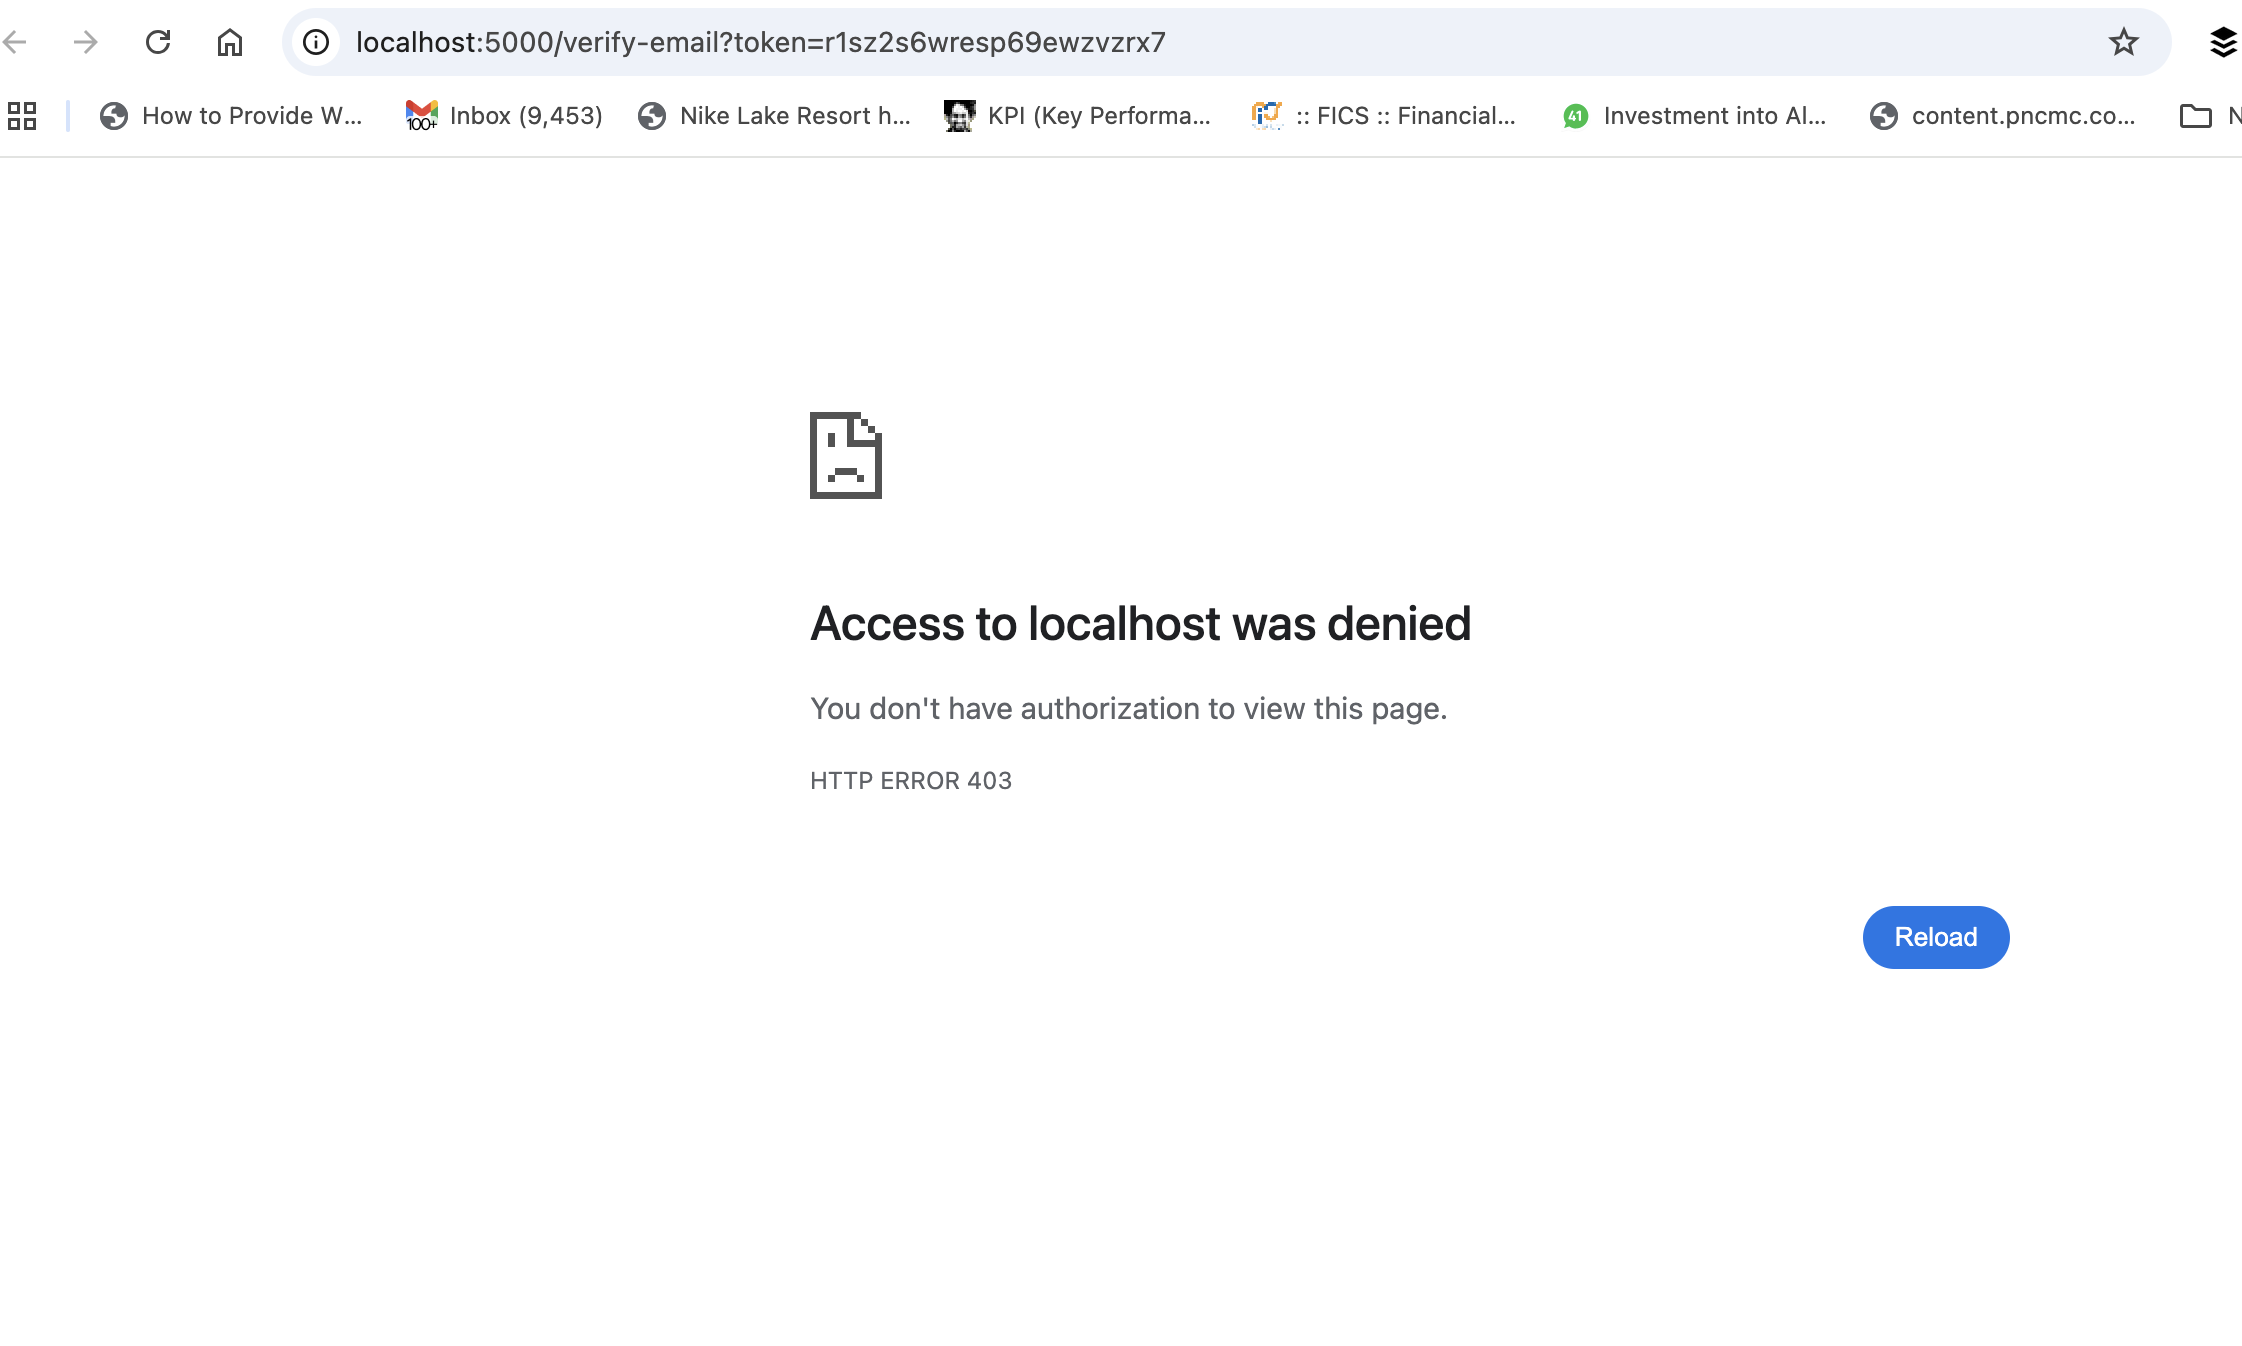 localhost:5000/verify-email?token=r1sz2s6wresp69ewzvzrx7
How to Provide W... 100+ Inbox (9,453) Nike Lake Resort h... KPI (Key Performa... :: FICS :: Financial... 41 Investment into Al... content.pncmc.co... N
Access to localhost was denied
You don't have authorization to view this page.
HTTP ERROR 403
Reload